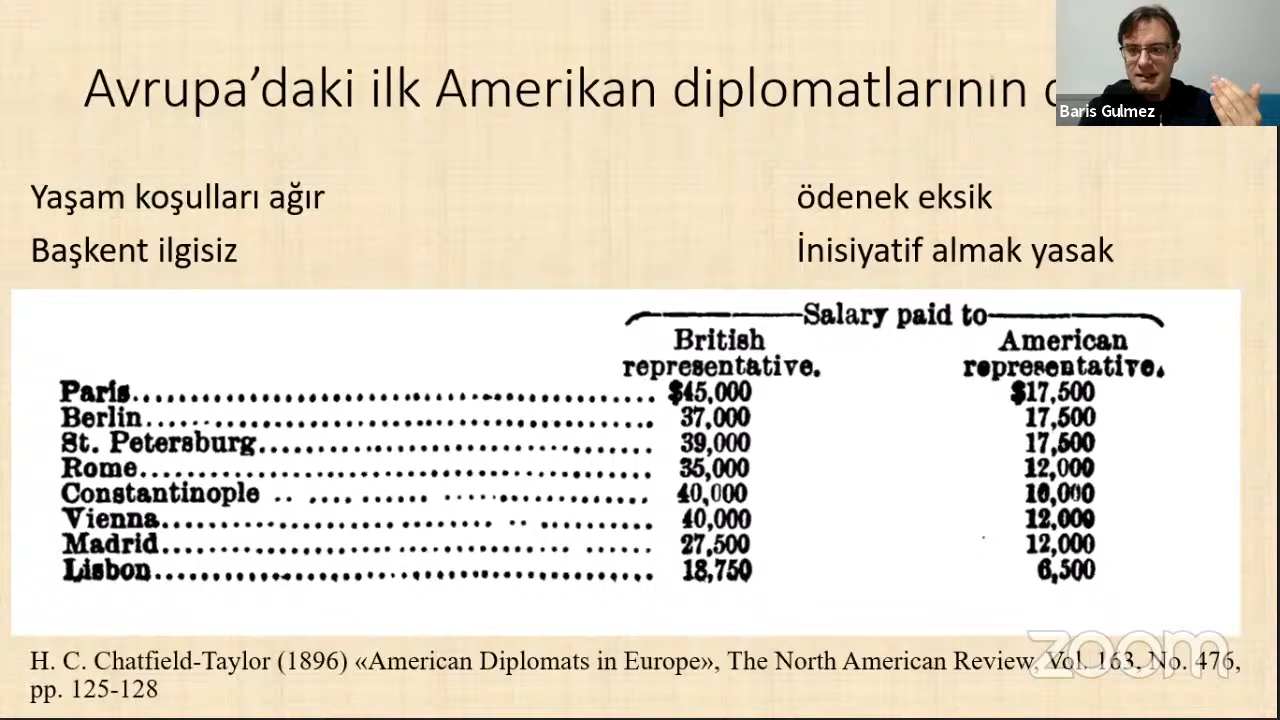 Avrupa’daki ilk Amerikan diplomatlarının
Baris Gulmez
Yaşam koşulları ağır
ödenek eksik
Başkent ilgisiz
İnisiyatif almak yasak
Salary paid to
British representative.
American representative.
Paris $45,000 $17,500
Berlin 37,000 17,500
St. Petersburg 39,000 17,500
Rome 35,000 12,000
Constantinople 40,000 10,000
Vienna 40,000 12,000
Madrid 27,500 12,000
Lisbon 18,750 6,500
zoom
H. C. Chatfield-Taylor (1896) «American Diplomats in Europe», The North American Review, Vol. 163, No. 476,
pp. 125-128